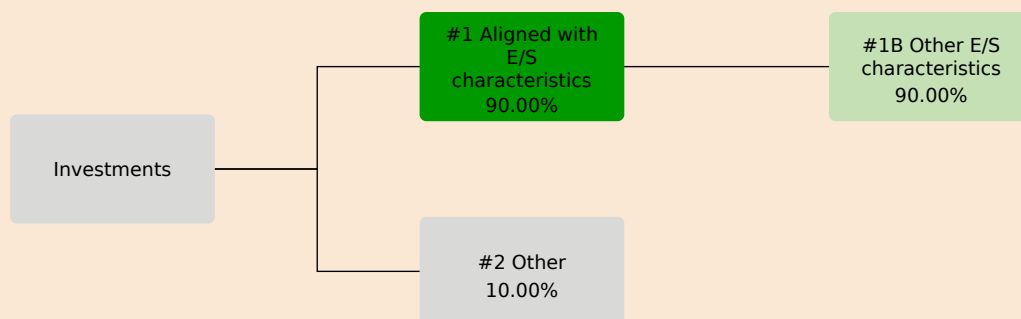 #1 Aligned with
E/S
characteristics
90.00%
#1B Other E/S
characteristics
90.00%
Investments
#2 Other
10.00%